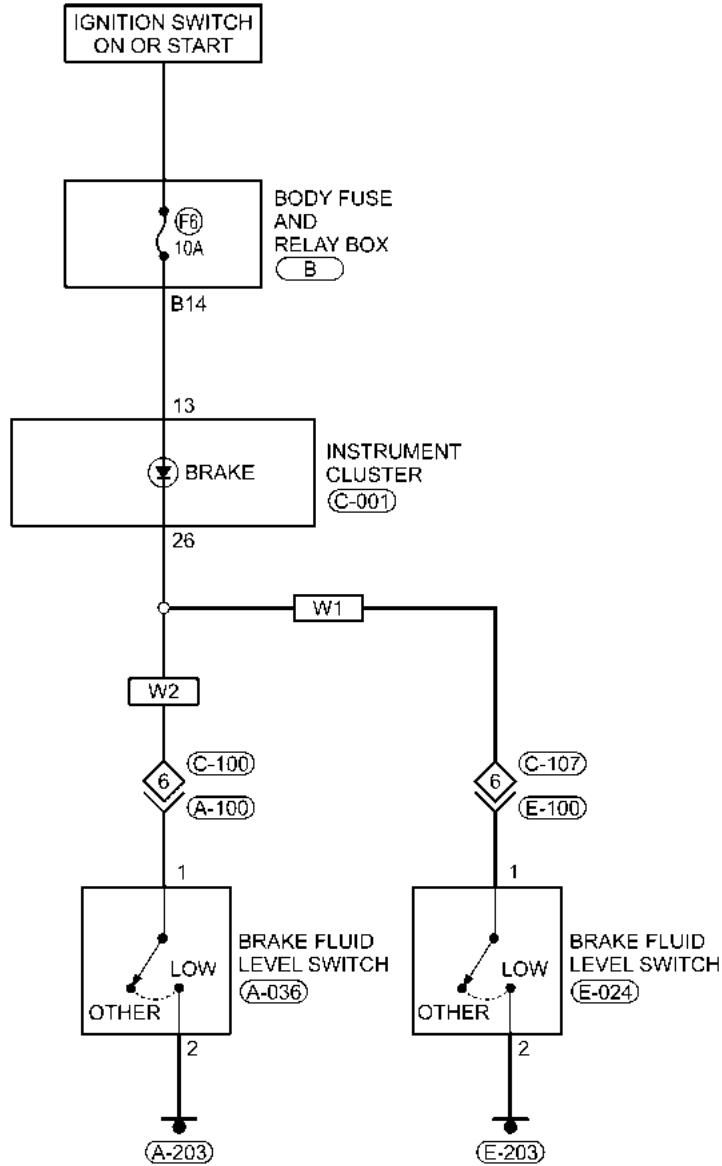 IGNITION SWITCH
ON OR START
F6
10A
BODY FUSE
AND
RELAY BOX
B
B14
13
BRAKE
INSTRUMENT
CLUSTER
C-001
26
W1
W2
6
C-100
A-100
6
C-107
E-100
1
LOW
OTHER
BRAKE FLUID
LEVEL SWITCH
A-036
2
A-203
1
LOW
OTHER
BRAKE FLUID
LEVEL SWITCH
E-024
2
E-203